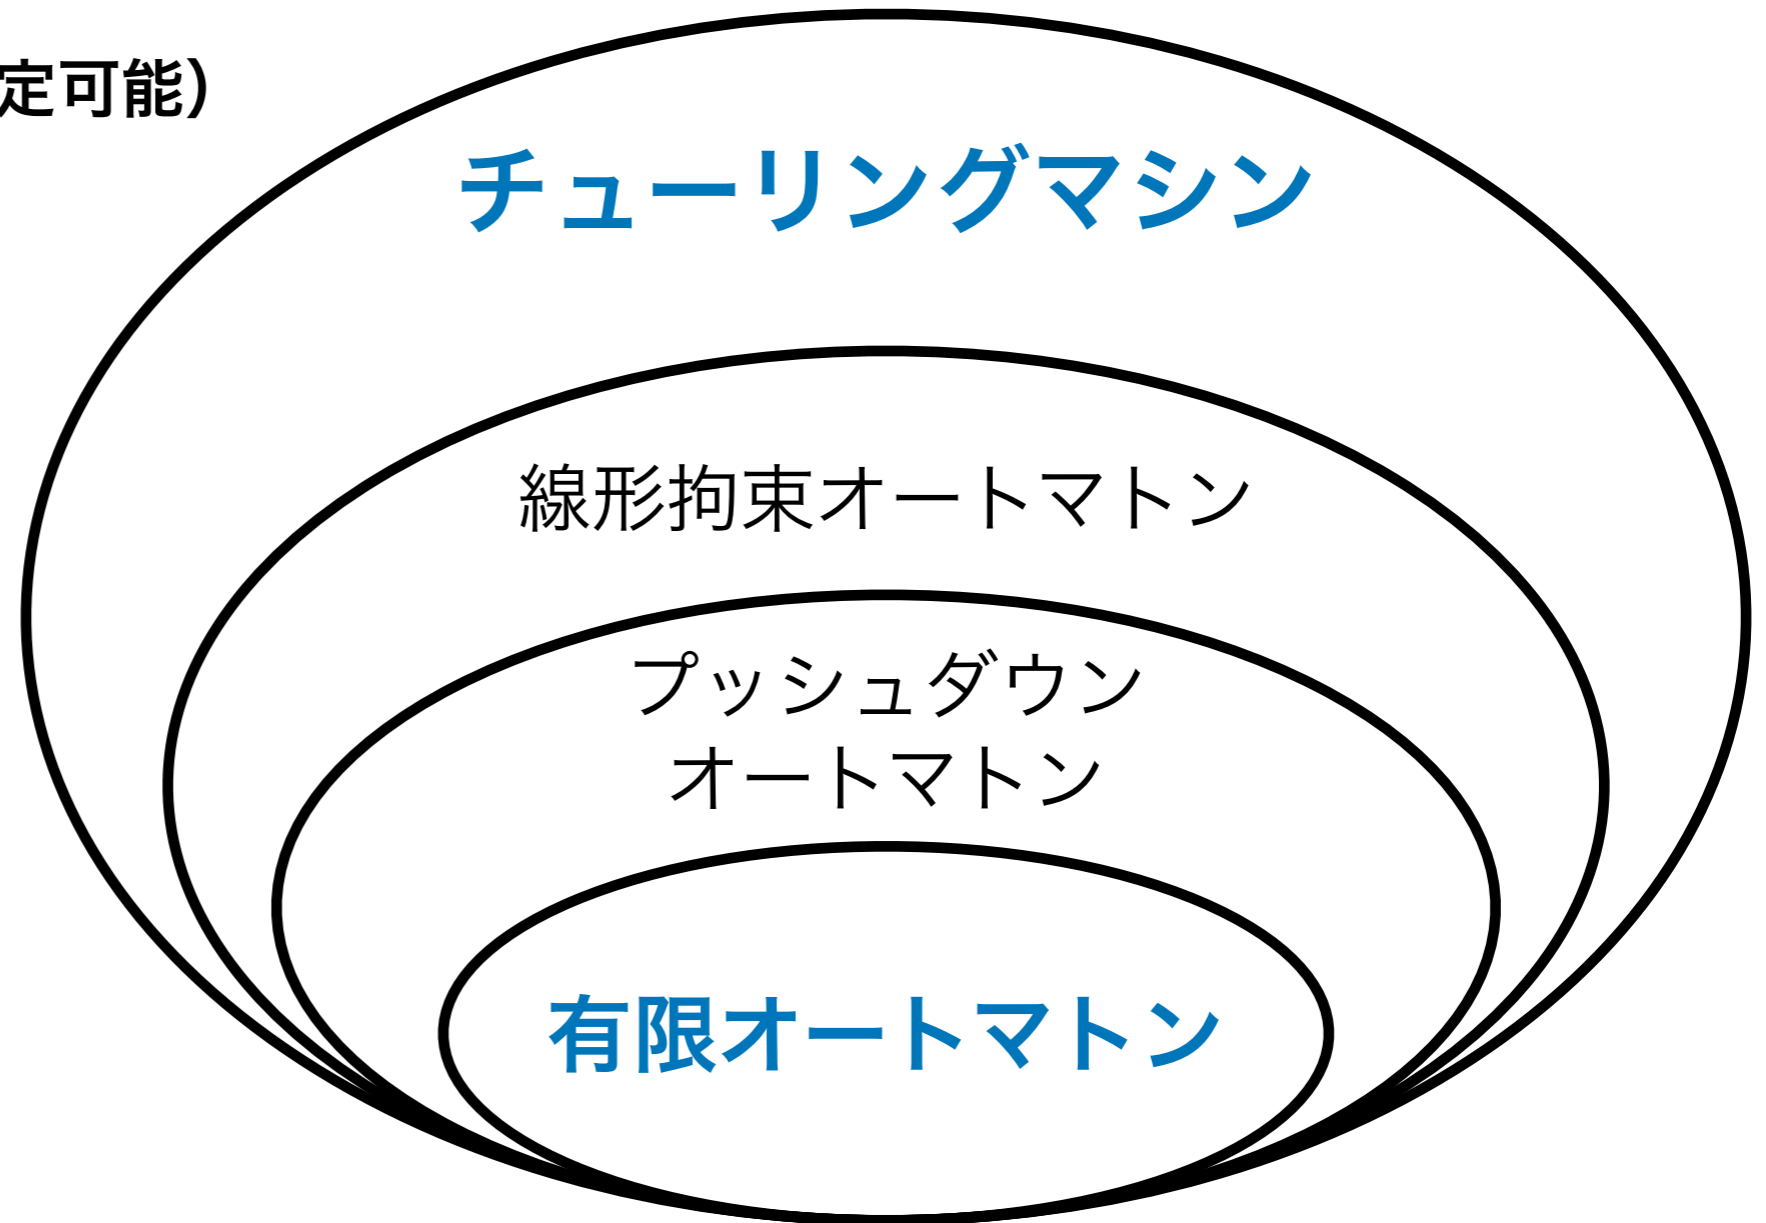 定可能）
チューリングマシン
線形拘束オートマトン
プッシュダウン
オートマトン
有限オートマトン